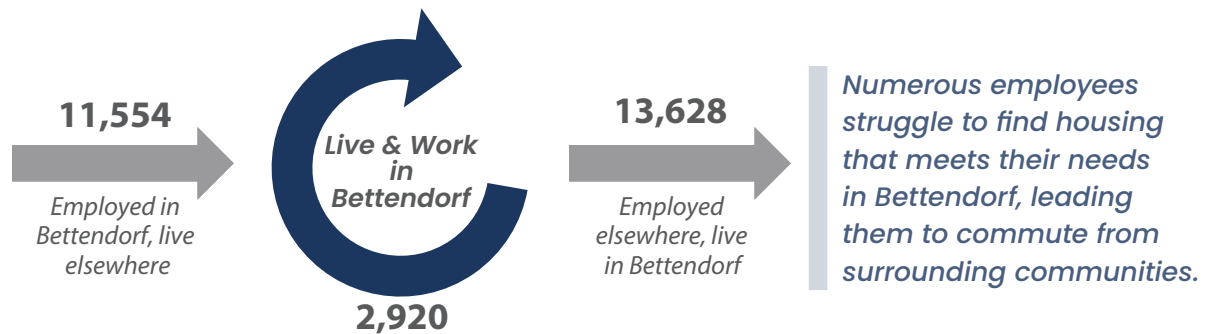 11,554
Employed in
Bettendorf, live
elsewhere
Live & Work
in
Bettendorf
2,920
13,628
Employed
elsewhere, live
in Bettendorf
Numerous employees
struggle to find housing
that meets their needs
in Bettendorf, leading
them to commute from
surrounding communities.